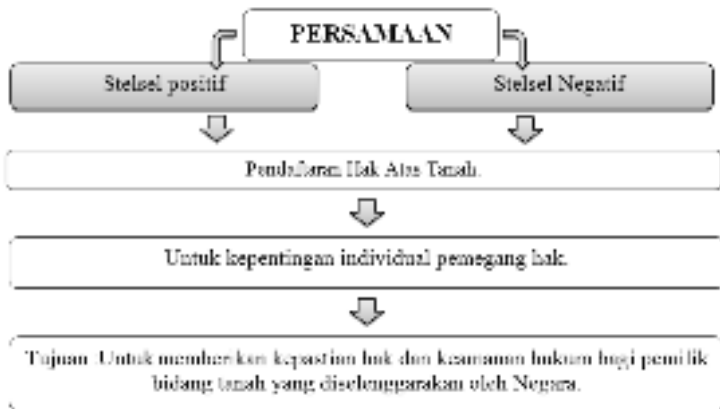 PERSAMAAN
Stelsel positif
Stelsel Negatif
Pendaftaran Hak Atas Tanah.
Untuk kepentingan individual pemegang hak.
Tujuan :Untuk memberikan kepastian hak dan keamanan hukum bagi pemilik
bidang tanah yang diselenggarakan oleh Negara.